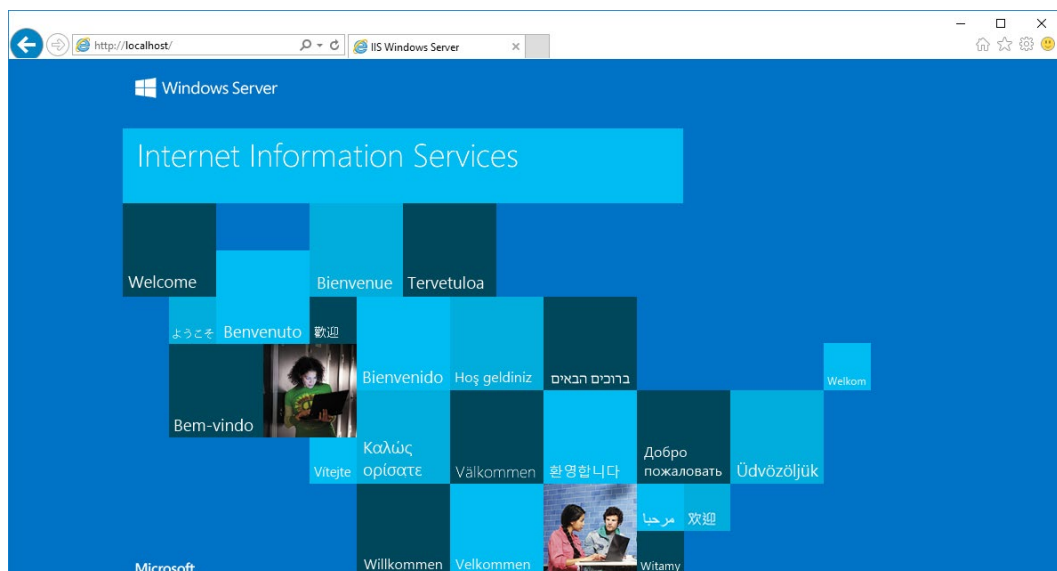 http://localhost/
IIS Windows Server
Windows Server
Internet Information Services
Welcome
Bienvenue
Tervetuloa
ようこそ
Benvenuto
歡迎
Bienvenido
Hoş geldiniz
ברוכים הבאים
Welkom
Bem-vindo
Vítejte
Καλώς
ορίσατε
Välkommen
환영합니다
Добро
пожаловать
Üdvözöljük
مرحبا
欢迎
Willkommen
Velkommen
Witamy
Microsoft